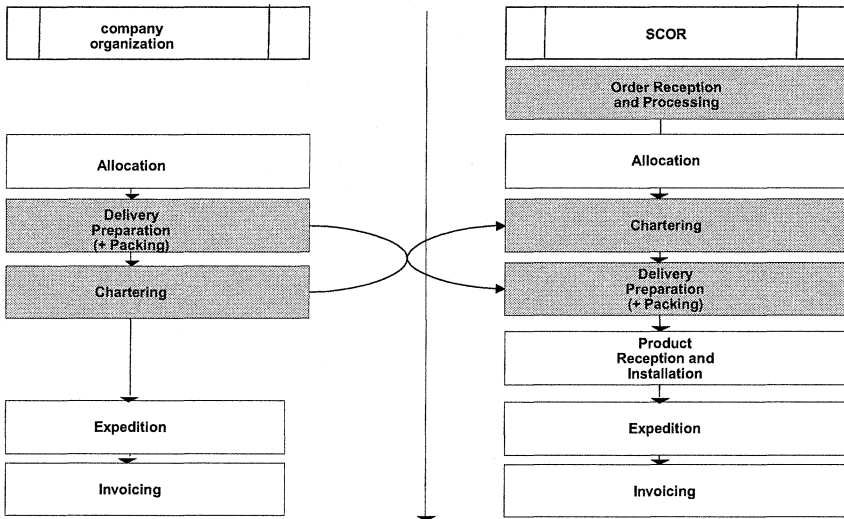 company
organization
Allocation
Delivery
Preparation
(+ Packing)
Chartering
Expedition
Invoicing
SCOR
Order Reception
and Processing
Allocation
Chartering
Delivery
Preparation
(+ Packing)
Product
Reception and
Installation
Expedition
Invoicing